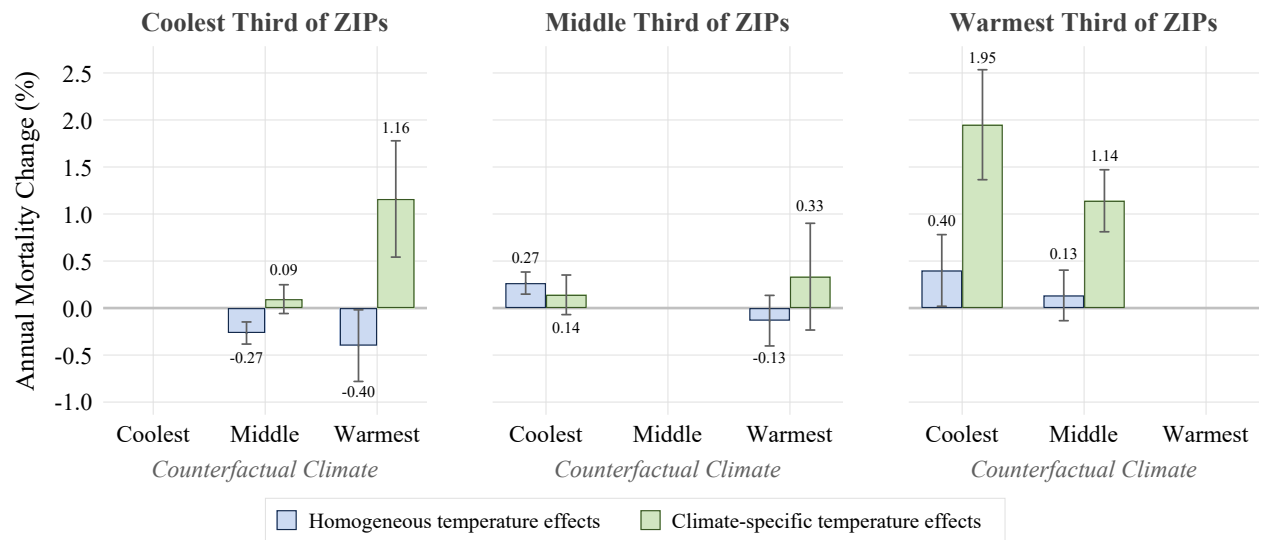 Coolest Third of ZIPs
Middle Third of ZIPs
Warmest Third of ZIPs
Annual Mortality Change (%)
2.5
2.0
1.5
1.0
0.5
0.0
-0.5
-1.0
0.09
-0.27
1.16
-0.40
0.27
0.14
0.33
-0.13
0.40
1.95
0.13
1.14
Coolest Middle Warmest
Coolest Middle Warmest
Coolest Middle Warmest
Counterfactual Climate
Counterfactual Climate
Counterfactual Climate
Homogeneous temperature effects
Climate-specific temperature effects